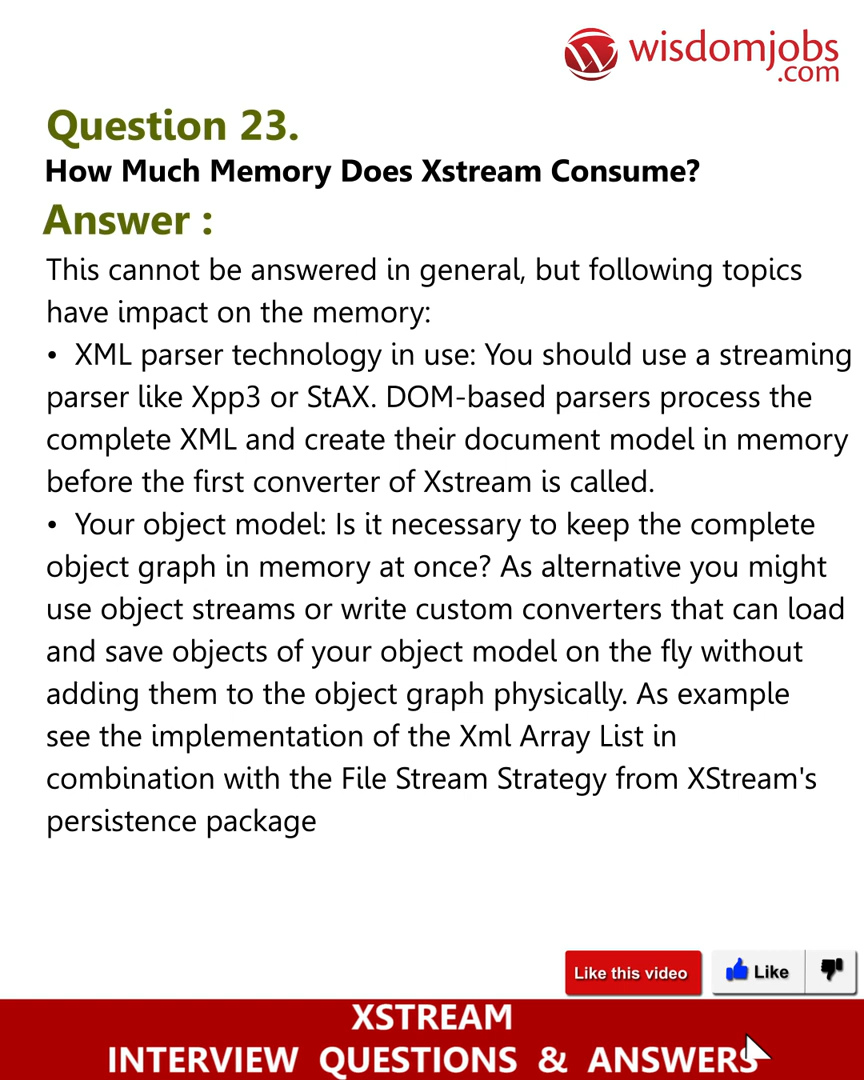 wisdomjobs
.com
Question 23.
How Much Memory Does Xstream Consume?
Answer :
This cannot be answered in general, but following topics
have impact on the memory:
• XML parser technology in use: You should use a streaming
parser like Xpp3 or StAX. DOM-based parsers process the
complete XML and create their document model in memory
before the first converter of Xstream is called.
• Your object model: Is it necessary to keep the complete
object graph in memory at once? As alternative you might
use object streams or write custom converters that can load
and save objects of your object model on the fly without
adding them to the object graph physically. As example
see the implementation of the Xml Array List in
combination with the File Stream Strategy from XStream's
persistence package
Like this video
Like
XSTREAM
INTERVIEW QUESTIONS & ANSWERS